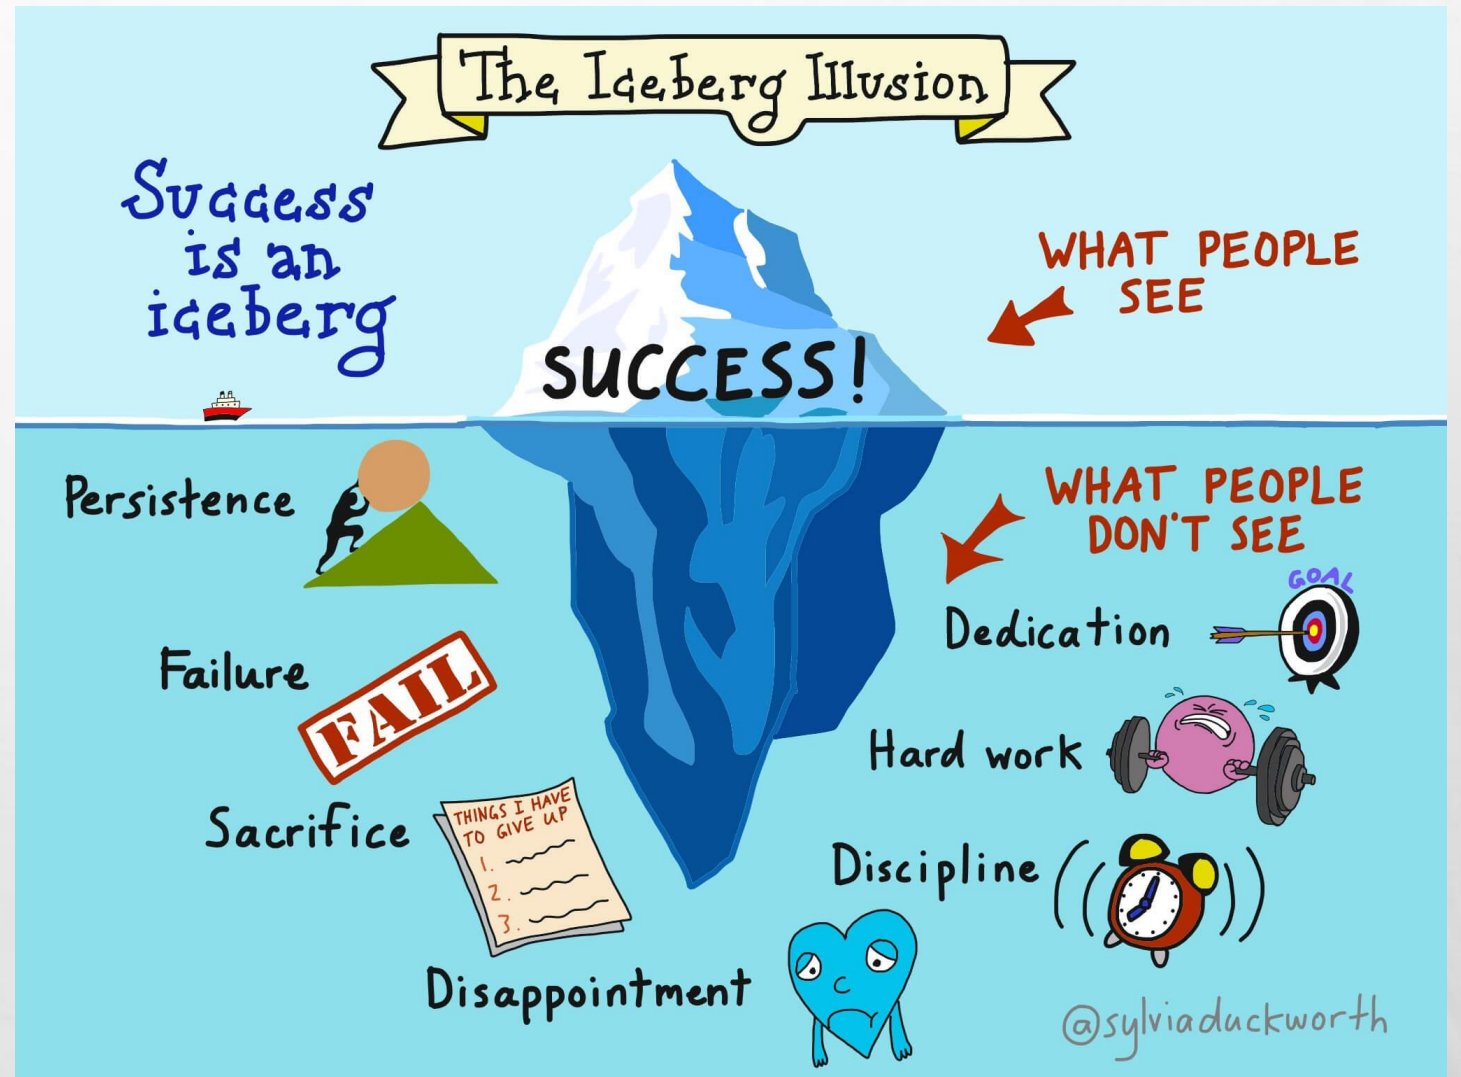 The Iceberg Illusion
Success
is an
iceberg
WHAT PEOPLE
SEE
SUCCESS!
Persistence
WHAT PEOPLE
DON'T SEE
GOAL
Dedication
Failure
FAIL
Hard work
Sacrifice
THINGS I HAVE
TO GIVE UP
1.
2.
3.
Discipline
Disappointment
@sylviaduckworth